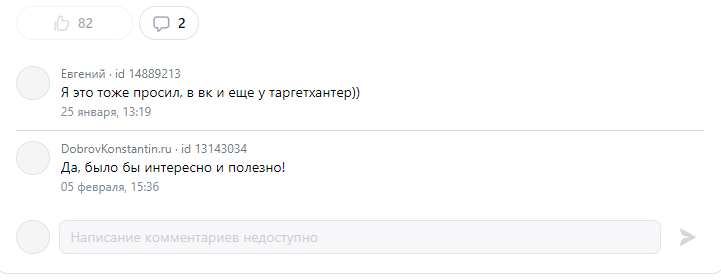 82
2
Евгений · id 14889213
Я это тоже просил, в вк и еще у таргетхантер))
25 января, 13:19
DobrovKonstantin.ru · id 13143034
Да, было бы интересно и полезно!
05 февраля, 15:36
Написание комментариев недоступно